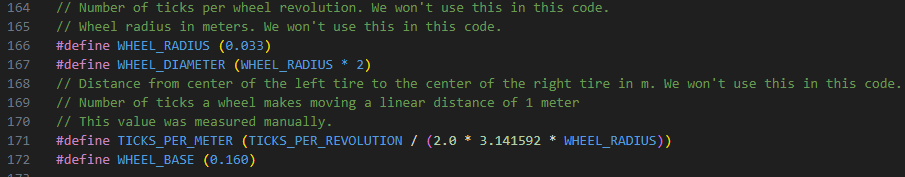 164 // Number of ticks per wheel revolution. We won't use this in this code.
165 // Wheel radius in meters. We won't use this in this code.
166 #define WHEEL_RADIUS (0.033)
167 #define WHEEL_DIAMETER (WHEEL_RADIUS * 2)
168 // Distance from center of the left tire to the center of the right tire in m. We won't use this in this code.
169 // Number of ticks a wheel makes moving a linear distance of 1 meter
170 // This value was measured manually.
171 #define TICKS_PER_METER (TICKS_PER_REVOLUTION / (2.0 * 3.141592 * WHEEL_RADIUS))
172 #define WHEEL_BASE (0.160)